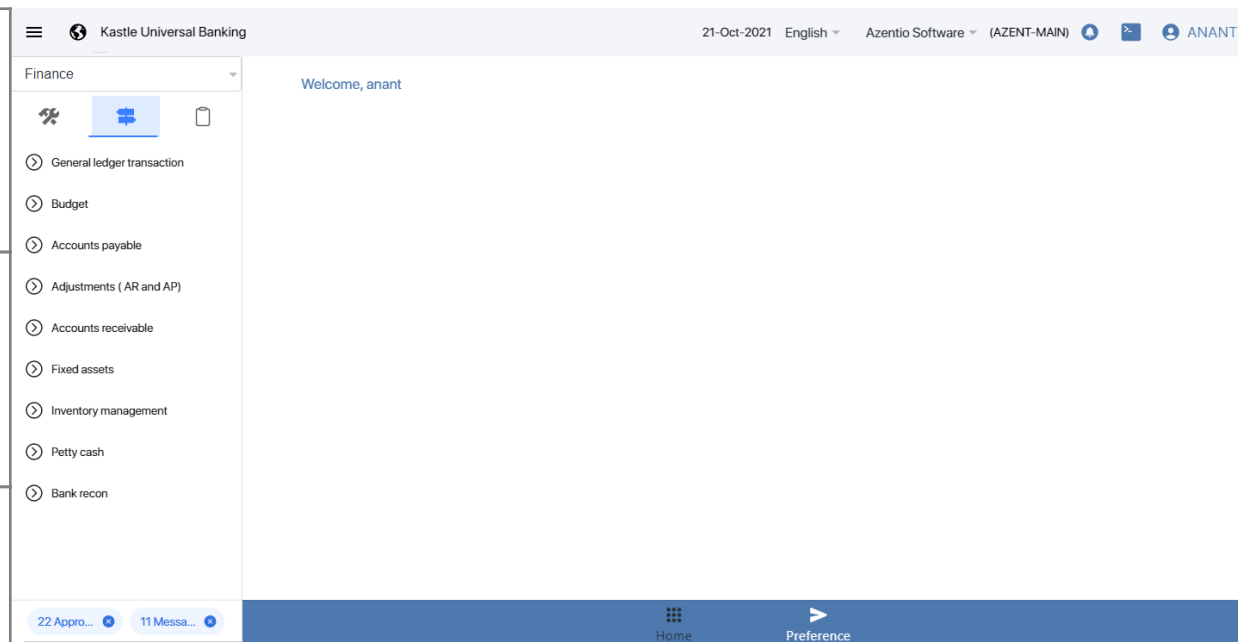 Kastle Universal Banking 21-Oct-2021 English Azentio Software (AZENT-MAIN) ANANT
Finance
Welcome, anant
General ledger transaction
Budget
Accounts payable
Adjustments ( AR and AP)
Accounts receivable
Fixed assets
Inventory management
Petty cash
Bank recon
22 Appro... 11 Messa...
Home Preference